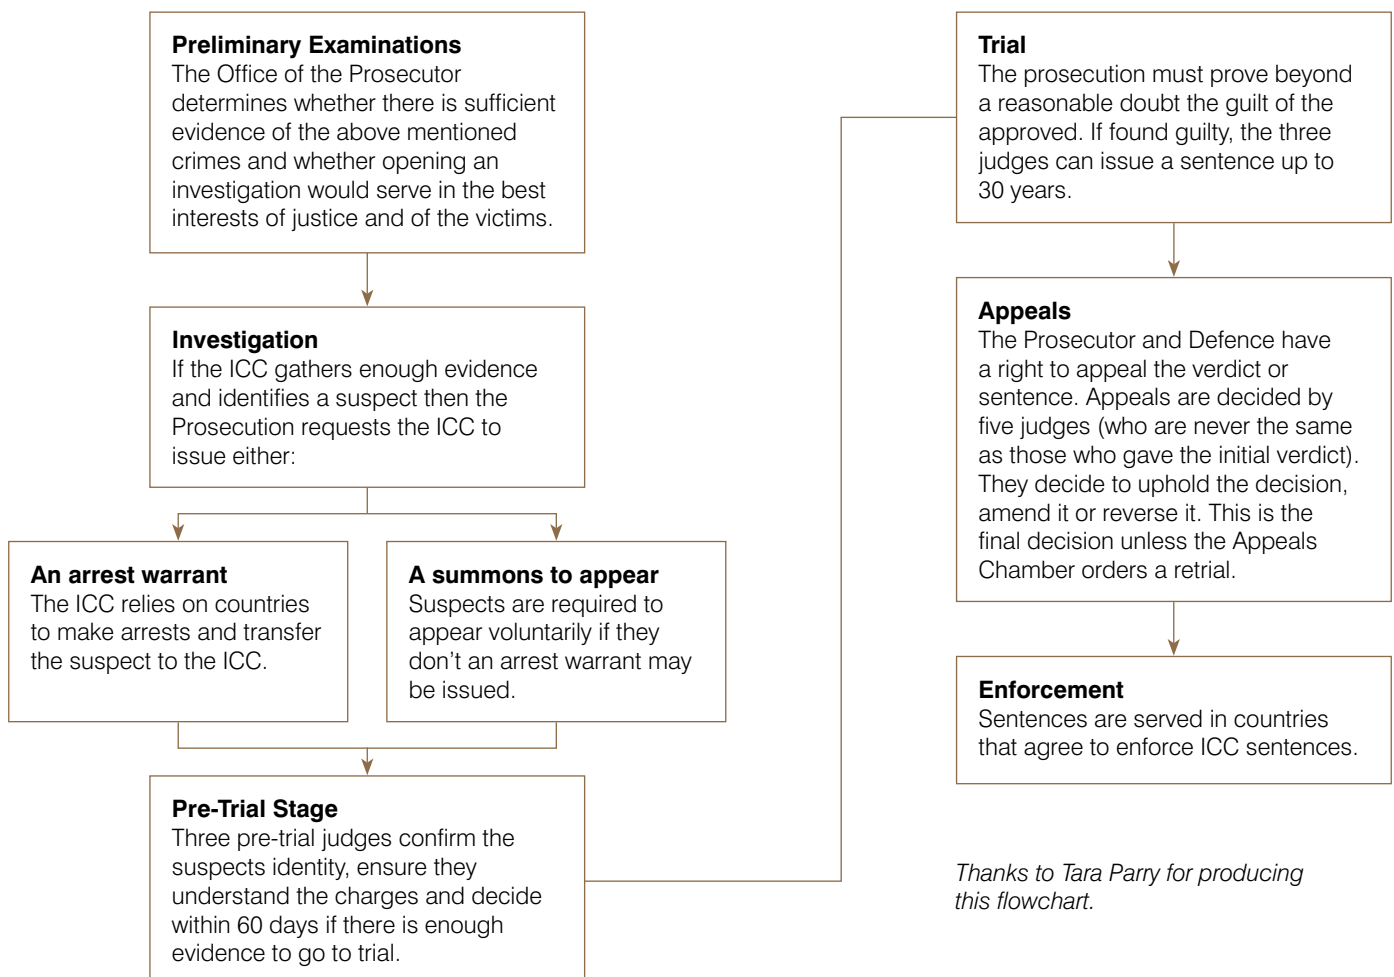 Preliminary Examinations
The Office of the Prosecutor
determines whether there is sufficient
evidence of the above mentioned
crimes and whether opening an
investigation would serve in the best
interests of justice and of the victims.
Investigation
If the ICC gathers enough evidence
and identifies a suspect then the
Prosecution requests the ICC to
issue either:
An arrest warrant
The ICC relies on countries
to make arrests and transfer
the suspect to the ICC.
A summons to appear
Suspects are required to
appear voluntarily if they
don't an arrest warrant may
be issued.
Pre-Trial Stage
Three pre-trial judges confirm the
suspects identity, ensure they
understand the charges and decide
within 60 days if there is enough
evidence to go to trial.
Trial
The prosecution must prove beyond
a reasonable doubt the guilt of the
approved. If found guilty, the three
judges can issue a sentence up to
30 years.
Appeals
The Prosecutor and Defence have
a right to appeal the verdict or
sentence. Appeals are decided by
five judges (who are never the same
as those who gave the initial verdict).
They decide to uphold the decision,
amend it or reverse it. This is the
final decision unless the Appeals
Chamber orders a retrial.
Enforcement
Sentences are served in countries
that agree to enforce ICC sentences.
Thanks to Tara Parry for producing
this flowchart.